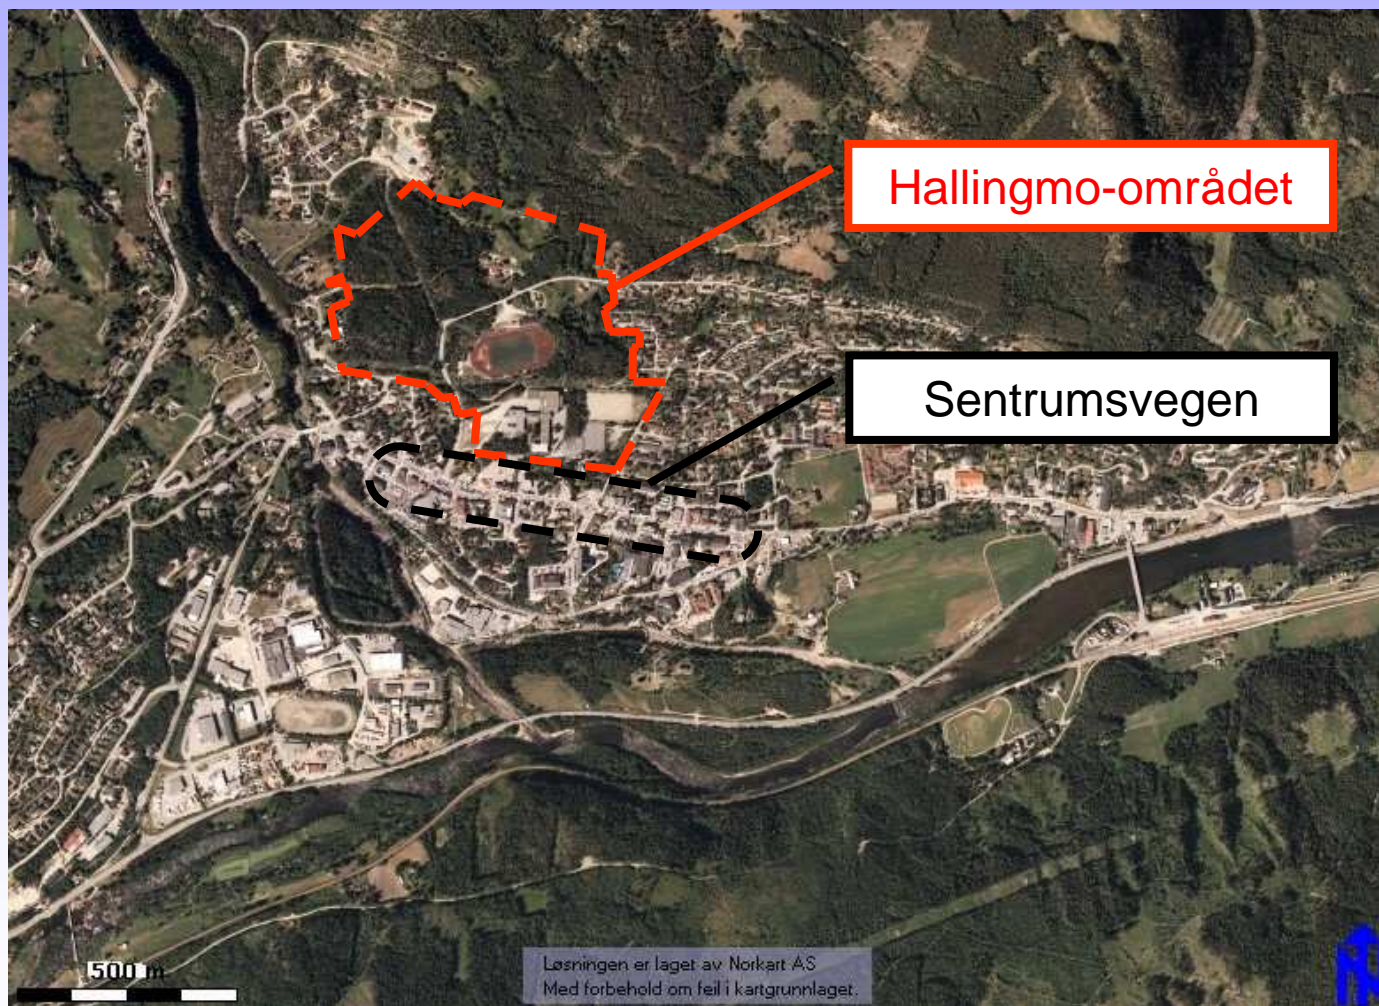 Hallingmo-området
Sentrumsvegen
500 m
Løsningen er laget av Norkart AS
Med forbehold om feil i kartgrunnlaget.
N